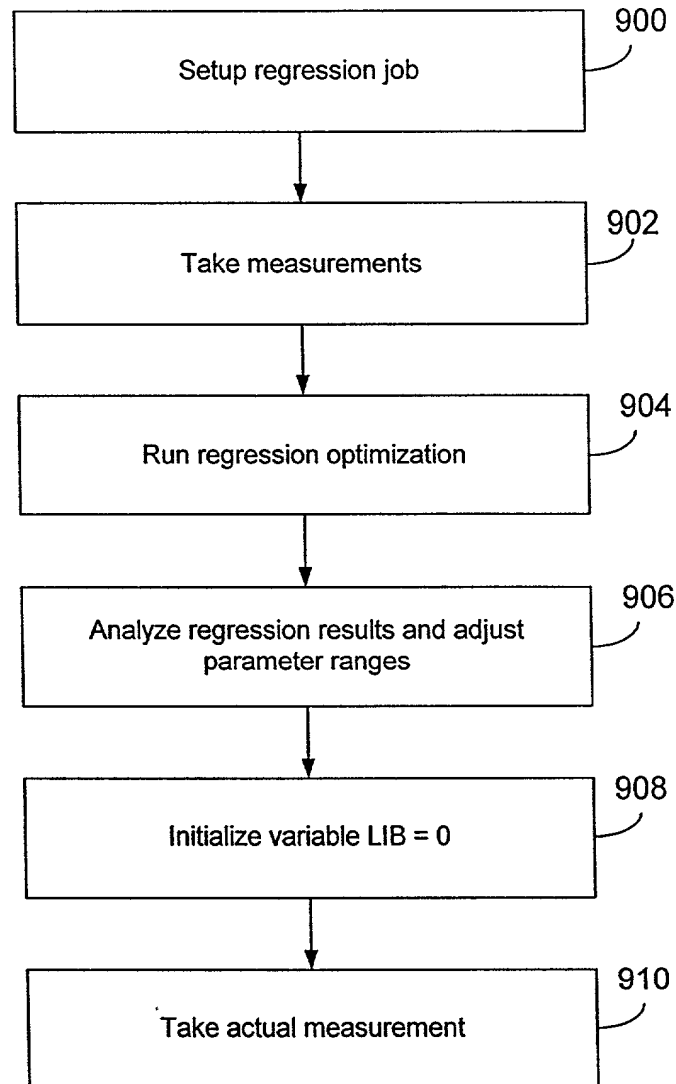 900
Setup regression job
902
Take measurements
904
Run regression optimization
906
Analyze regression results and adjust
parameter ranges
908
Initialize variable LIB = 0
910
Take actual measurement